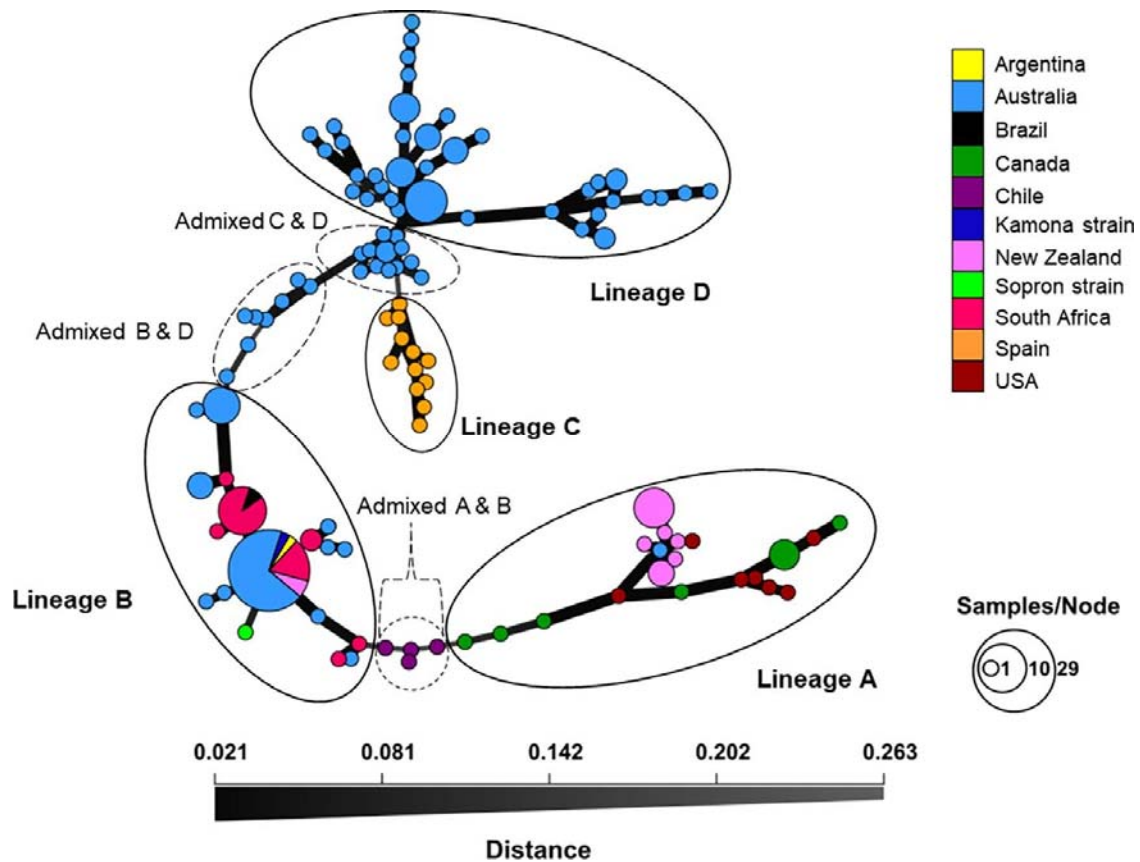 Argentina
Australia
Brazil
Canada
Chile
Kamona strain
New Zealand
Sopron strain
South Africa
Spain
USA
Admixed C & D
Lineage D
Admixed B & D
Lineage C
Admixed A & B
Lineage B
Lineage A
Samples/Node
1 10 29
0.021 0.081 0.142 0.202 0.263
Distance